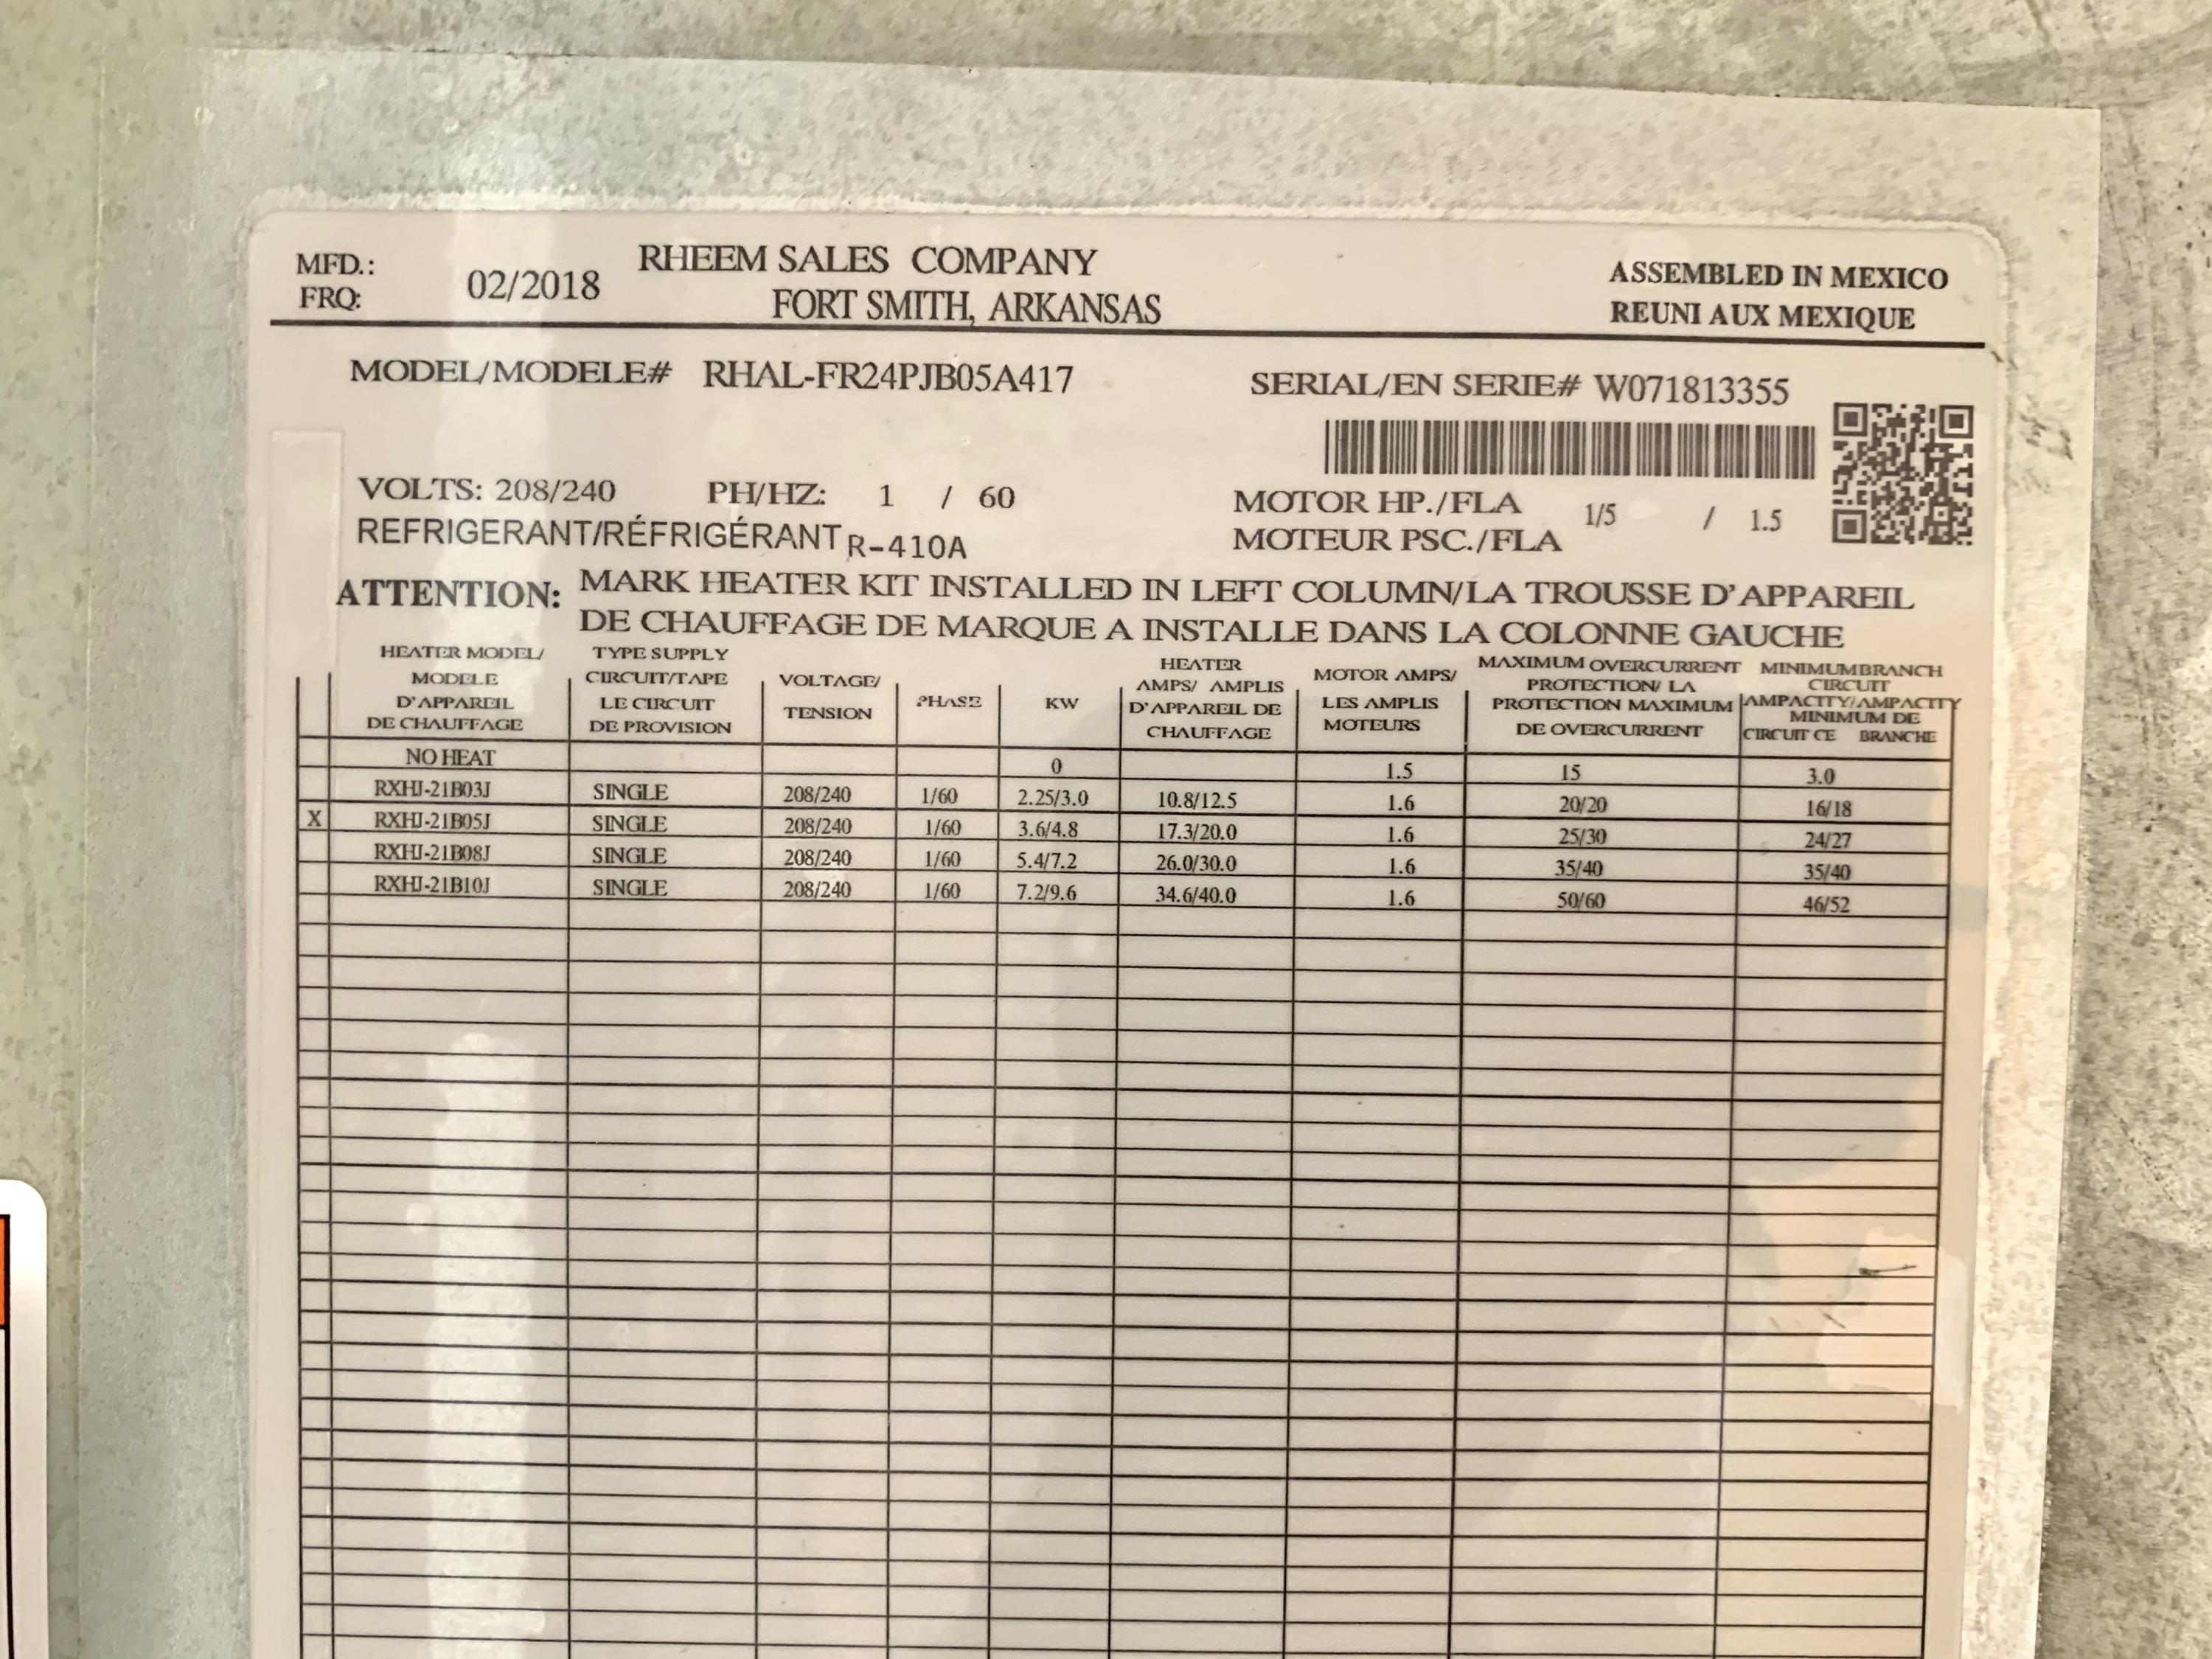 MFD.:
FRQ:
02/2018
RHEEM SALES COMPANY
FORT SMITH, ARKANSAS
ASSEMBLED IN MEXICO
REUNI AUX MEXIQUE
MODEL/MODELE# RHAL-FR24PJB05A417
SERIAL/EN SERIE# W071813355
VOLTS: 208/240 PH/HZ: 1 / 60
REFRIGERANT/RÉFRIGÉRANT R-410A
MOTOR HP./FLA 1/5 / 1.5
MOTEUR PSC./FLA
ATTENTION: MARK HEATER KIT INSTALLED IN LEFT COLUMN/LA TROUSSE D'APPAREIL
DE CHAUFFAGE DE MARQUE A INSTALLE DANS LA COLONNE GAUCHE
HEATER MODEL/
MODELE
D'APPAREIL
DE CHAUFFAGE
TYPE SUPPLY
CIRCUIT/TAPE
LE CIRCUIT
DE PROVISION
VOLTAGE/
TENSION
PHASE
KW
HEATER
AMPS/ AMPLIS
D'APPAREIL DE
CHAUFFAGE
MOTOR AMPS/
LES AMPLIS
MOTEURS
MAXIMUM OVERCURRENT
PROTECTION/ LA
PROTECTION MAXIMUM
DE OVERCURRENT
MINIMUMBRANCH
CIRCUIT
AMPACITY/AMPACITY
MINIMUM DE
CIRCUIT CE BRANCHE
NO HEAT 0 1.5 15 3.0
RXHJ-21B03J SINGLE 208/240 1/60 2.25/3.0 10.8/12.5 1.6 20/20 16/18
X RXHJ-21B05J SINGLE 208/240 1/60 3.6/4.8 17.3/20.0 1.6 25/30 24/27
RXHJ-21B08J SINGLE 208/240 1/60 5.4/7.2 26.0/30.0 1.6 35/40 35/40
RXHJ-21B10J SINGLE 208/240 1/60 7.2/9.6 34.6/40.0 1.6 50/60 46/52